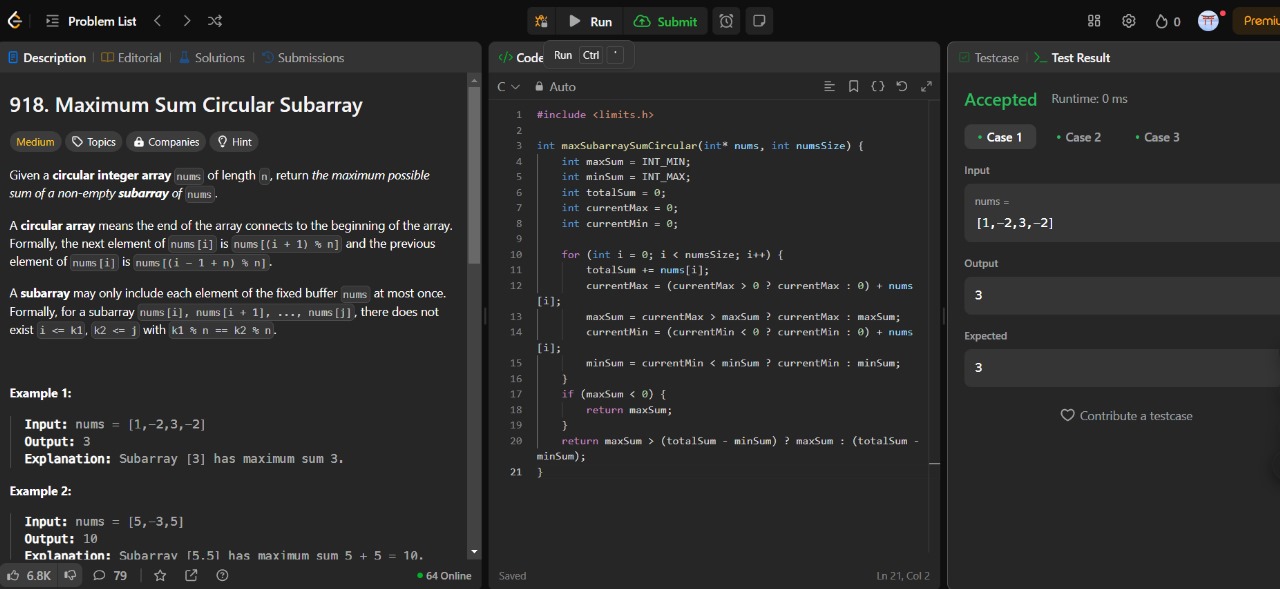 Problem List
Run
Submit
0
Premiu
Description
Editorial
Solutions
Submissions
918. Maximum Sum Circular Subarray
Medium
Topics
Companies
Hint
Given a circular integer array nums of length n, return the maximum possible
sum of a non-empty subarray of nums.
A circular array means the end of the array connects to the beginning of the array.
Formally, the next element of nums[i] is nums[(i + 1) % n] and the previous
element of nums[i] is nums[(i - 1 + n) % n].
A subarray may only include each element of the fixed buffer nums at most once.
Formally, for a subarray nums[i], nums[i + 1], ..., nums[j], there does not
exist i <= k1, k2 <= j with k1 % n == k2 % n.
Example 1:
Input: nums = [1,-2,3,-2]
Output: 3
Explanation: Subarray [3] has maximum sum 3.
Example 2:
Input: nums = [5,-3,5]
Output: 10
Explanation: Subarray [5,5] has maximum sum 5 + 5 = 10.
6.8K
79
64 Online
</> Code
Run Ctrl '
C
Auto
1 #include <limits.h>
2
3 int maxSubarraySumCircular(int* nums, int numsSize) {
4 int maxSum = INT_MIN;
5 int minSum = INT_MAX;
6 int totalSum = 0;
7 int currentMax = 0;
8 int currentMin = 0;
9
10 for (int i = 0; i < numsSize; i++) {
11 totalSum += nums[i];
12 currentMax = (currentMax > 0 ? currentMax : 0) + nums
[i];
13 maxSum = currentMax > maxSum ? currentMax : maxSum;
14 currentMin = (currentMin < 0 ? currentMin : 0) + nums
[i];
15 minSum = currentMin < minSum ? currentMin : minSum;
16 }
17 if (maxSum < 0) {
18 return maxSum;
19 }
20 return maxSum > (totalSum - minSum) ? maxSum : (totalSum -
minSum);
21 }
Saved
Ln 21, Col 2
Testcase
Test Result
Accepted
Runtime: 0 ms
Case 1
Case 2
Case 3
Input
nums =
[1,-2,3,-2]
Output
3
Expected
3
Contribute a testcase